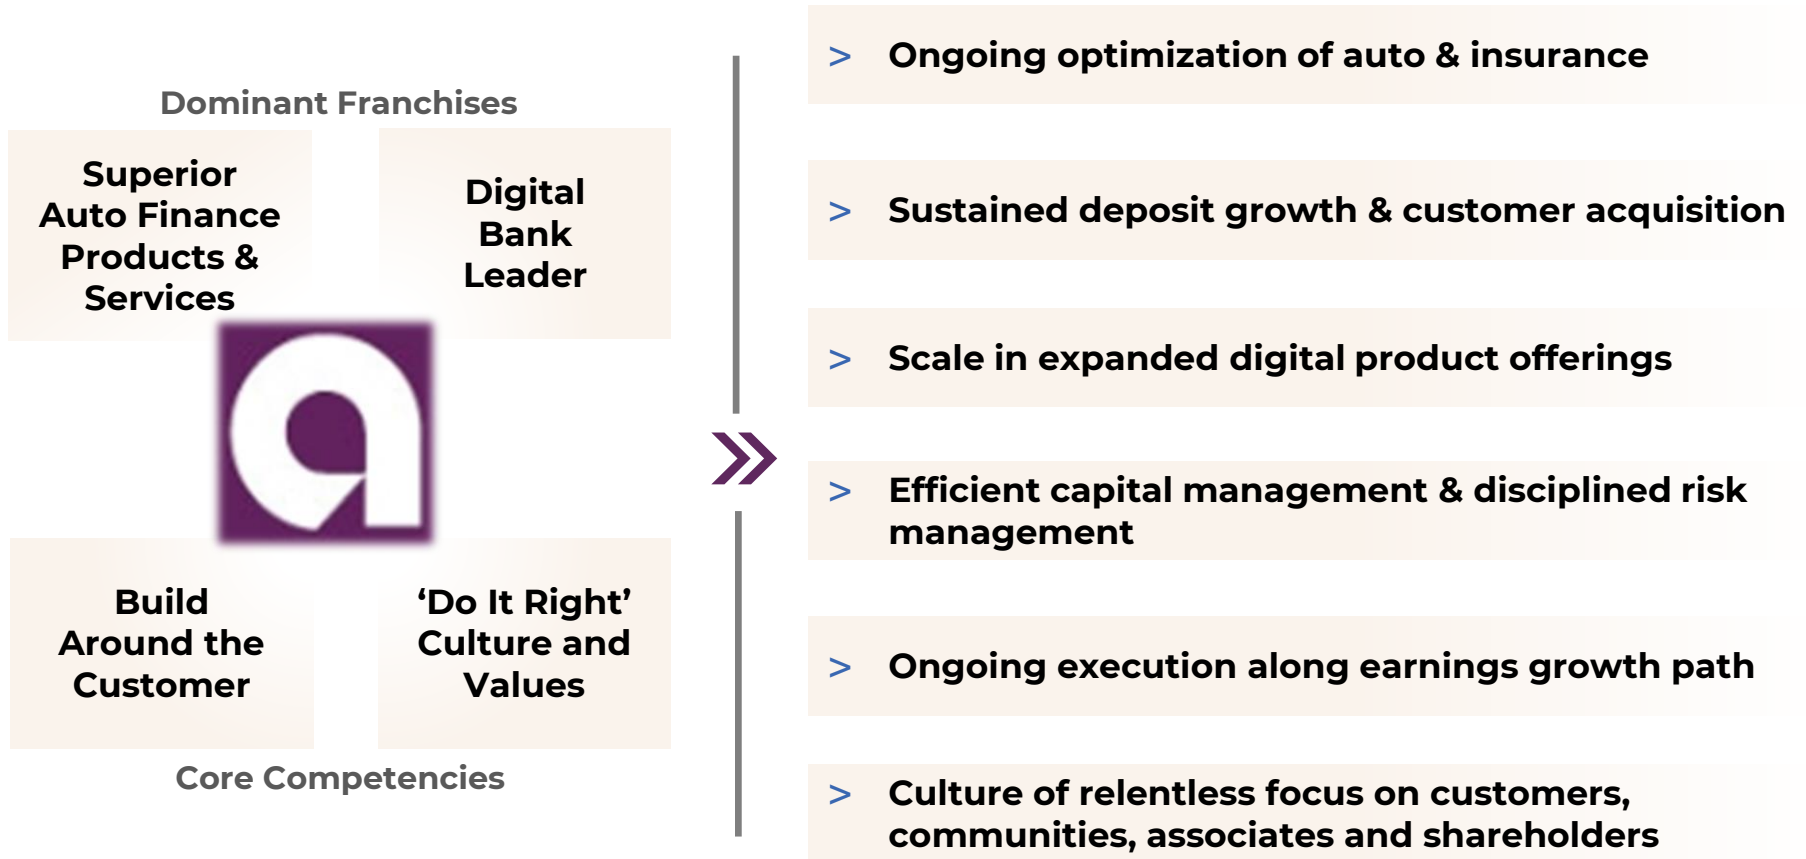 Dominant Franchises
Superior
Auto Finance
Products &
Services
Digital
Bank
Leader
Build
Around the
Customer
‘Do It Right’
Culture and
Values
Core Competencies
> Ongoing optimization of auto & insurance
> Sustained deposit growth & customer acquisition
> Scale in expanded digital product offerings
> Efficient capital management & disciplined risk
management
> Ongoing execution along earnings growth path
> Culture of relentless focus on customers,
communities, associates and shareholders